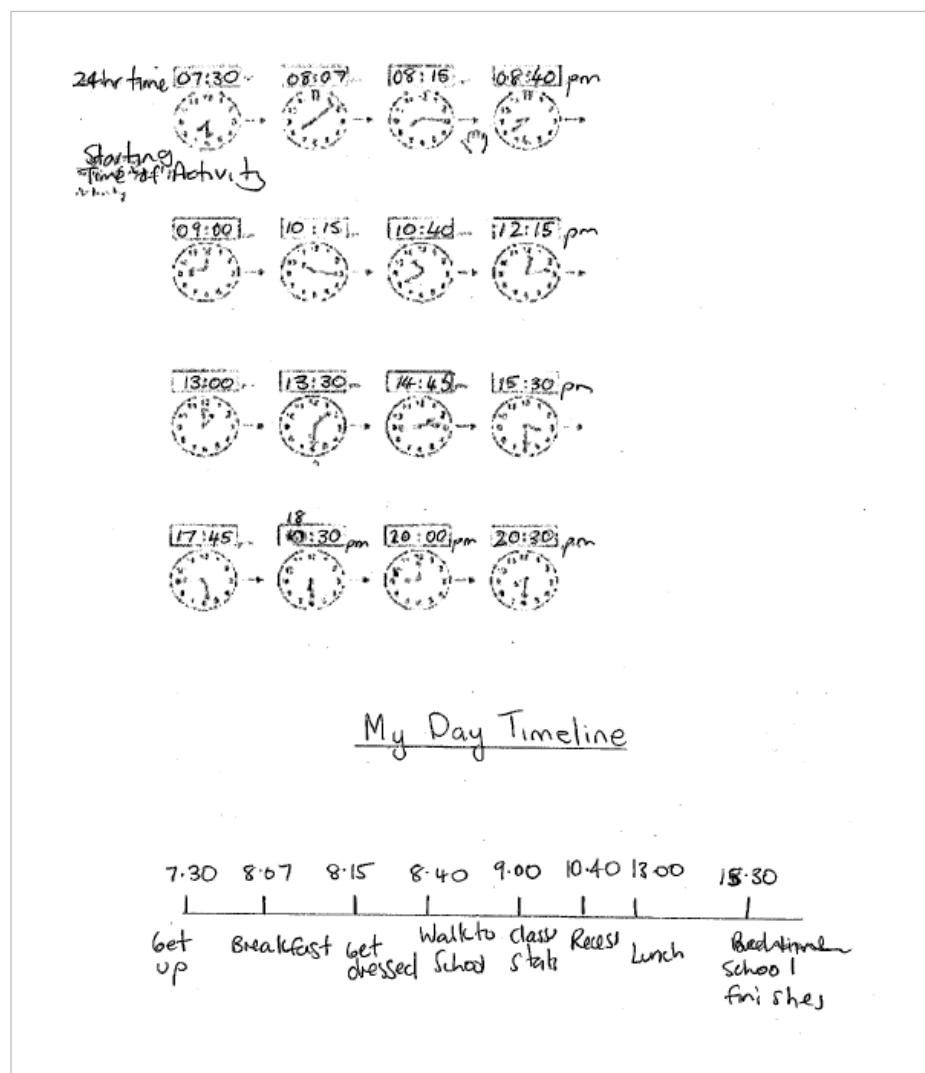 24hr time 07:30 08:07 08:15 08:40 pm
Starting
Time of Activity
09:00 10:15 10:40 12:15 pm
13:00 13:30 14:45 15:30 pm
18
17:45 :30 pm 20:00 pm 20:30 pm
My Day Timeline
7.30 8.07 8.15 8.40 9.00 10.40 13.00 15.30
Get up
Breakfast
Get dressed
Walk to School
Class starts
Recess
Lunch
school
finishes